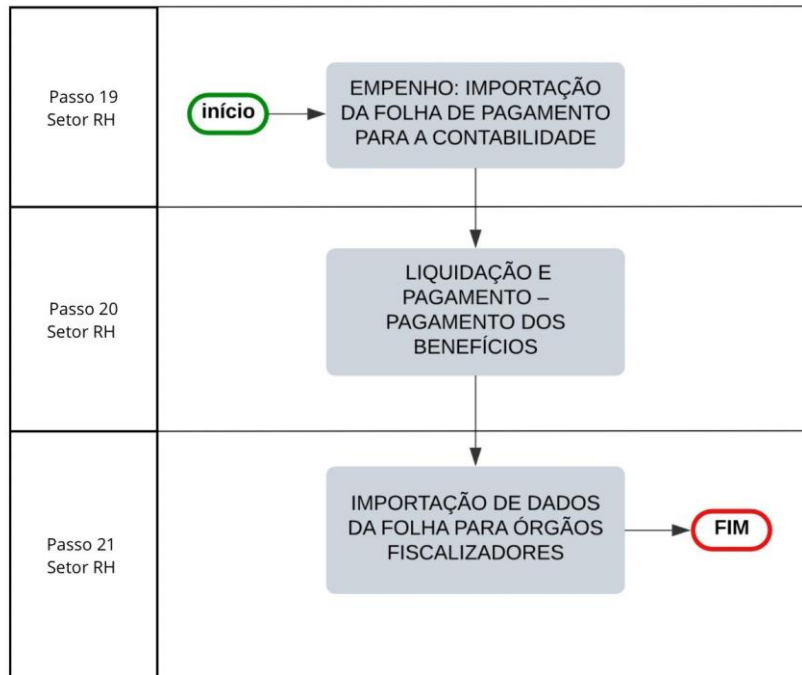 Passo 19
Setor RH
início
EMPENHO: IMPORTAÇÃO
DA FOLHA DE PAGAMENTO
PARA A CONTABILIDADE
Passo 20
Setor RH
LIQUIDAÇÃO E
PAGAMENTO –
PAGAMENTO DOS
BENEFÍCIOS
Passo 21
Setor RH
IMPORTAÇÃO DE DADOS
DA FOLHA PARA ÓRGÃOS
FISCALIZADORES
FIM